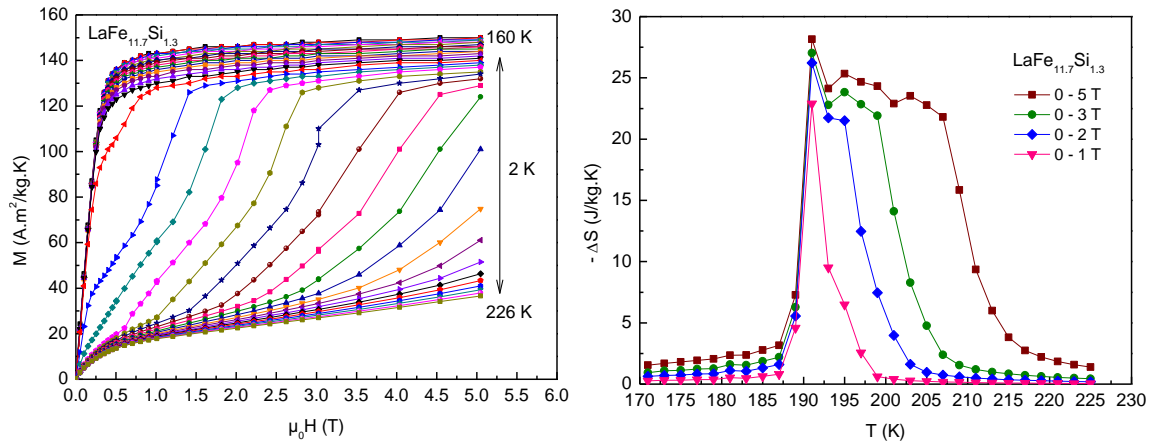 LaFe11.7Si1.3
160 K
2 K
226 K
M (A.m²/kg.K)
160
140
120
100
80
60
40
20
0
0.0 0.5 1.0 1.5 2.0 2.5 3.0 3.5 4.0 4.5 5.0 5.5 6.0
μ0H (T)
30
25
20
15
10
5
0
- ΔS (J/kg.K)
LaFe11.7Si1.3
0 - 5 T
0 - 3 T
0 - 2 T
0 - 1 T
170 175 180 185 190 195 200 205 210 215 220 225 230
T (K)